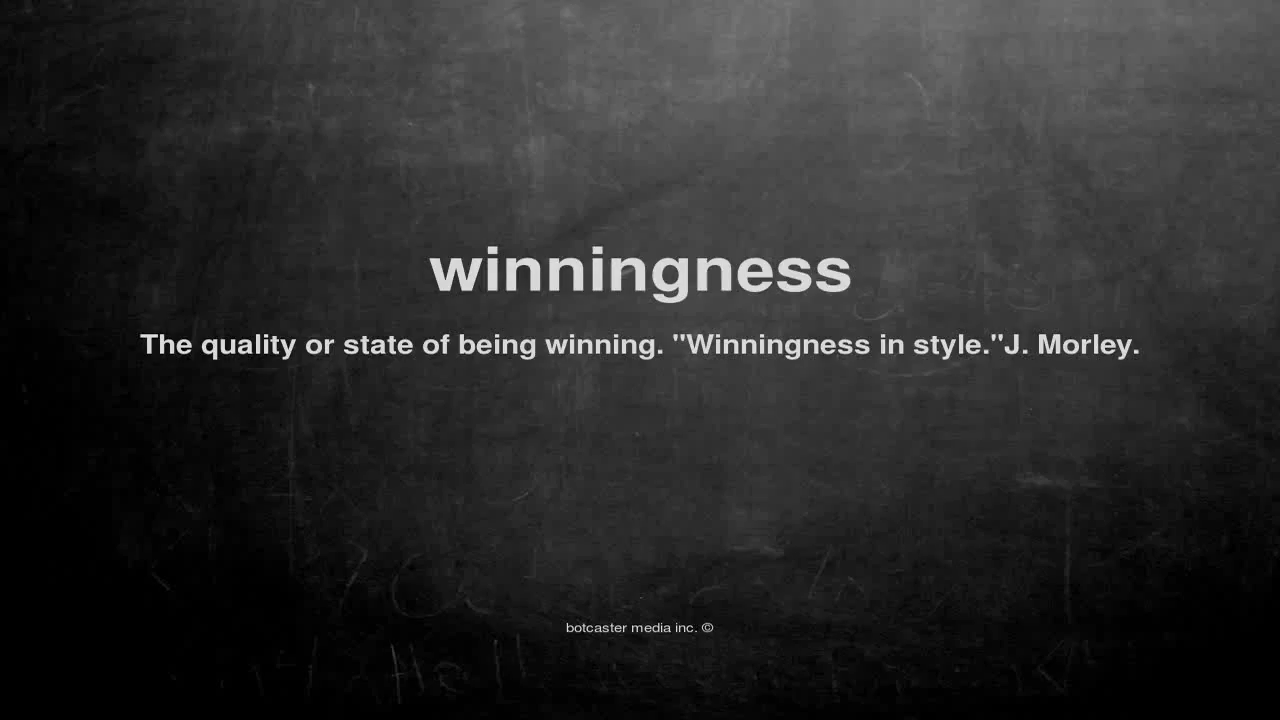 winningness
The quality or state of being winning. "Winningness in style."J. Morley.
botcaster media inc. ©